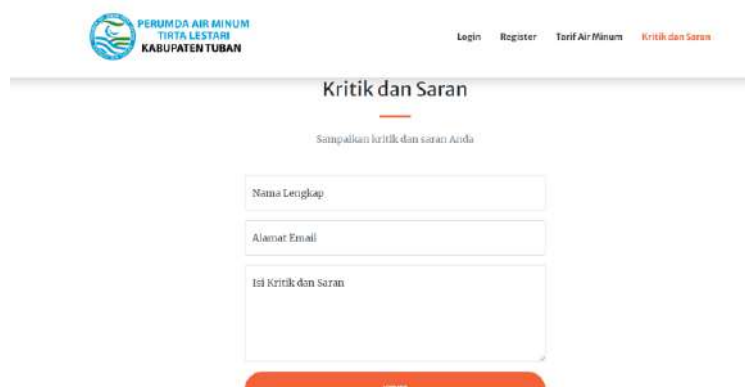 PERUMDA AIR MINUM
TIRTA LESTARI
KABUPATEN TUBAN
Login Register Tarif Air Minum Kritik dan Saran
Kritik dan Saran
Sampaikan kritik dan saran Anda
Nama Lengkap
Alamat Email
Isi Kritik dan Saran